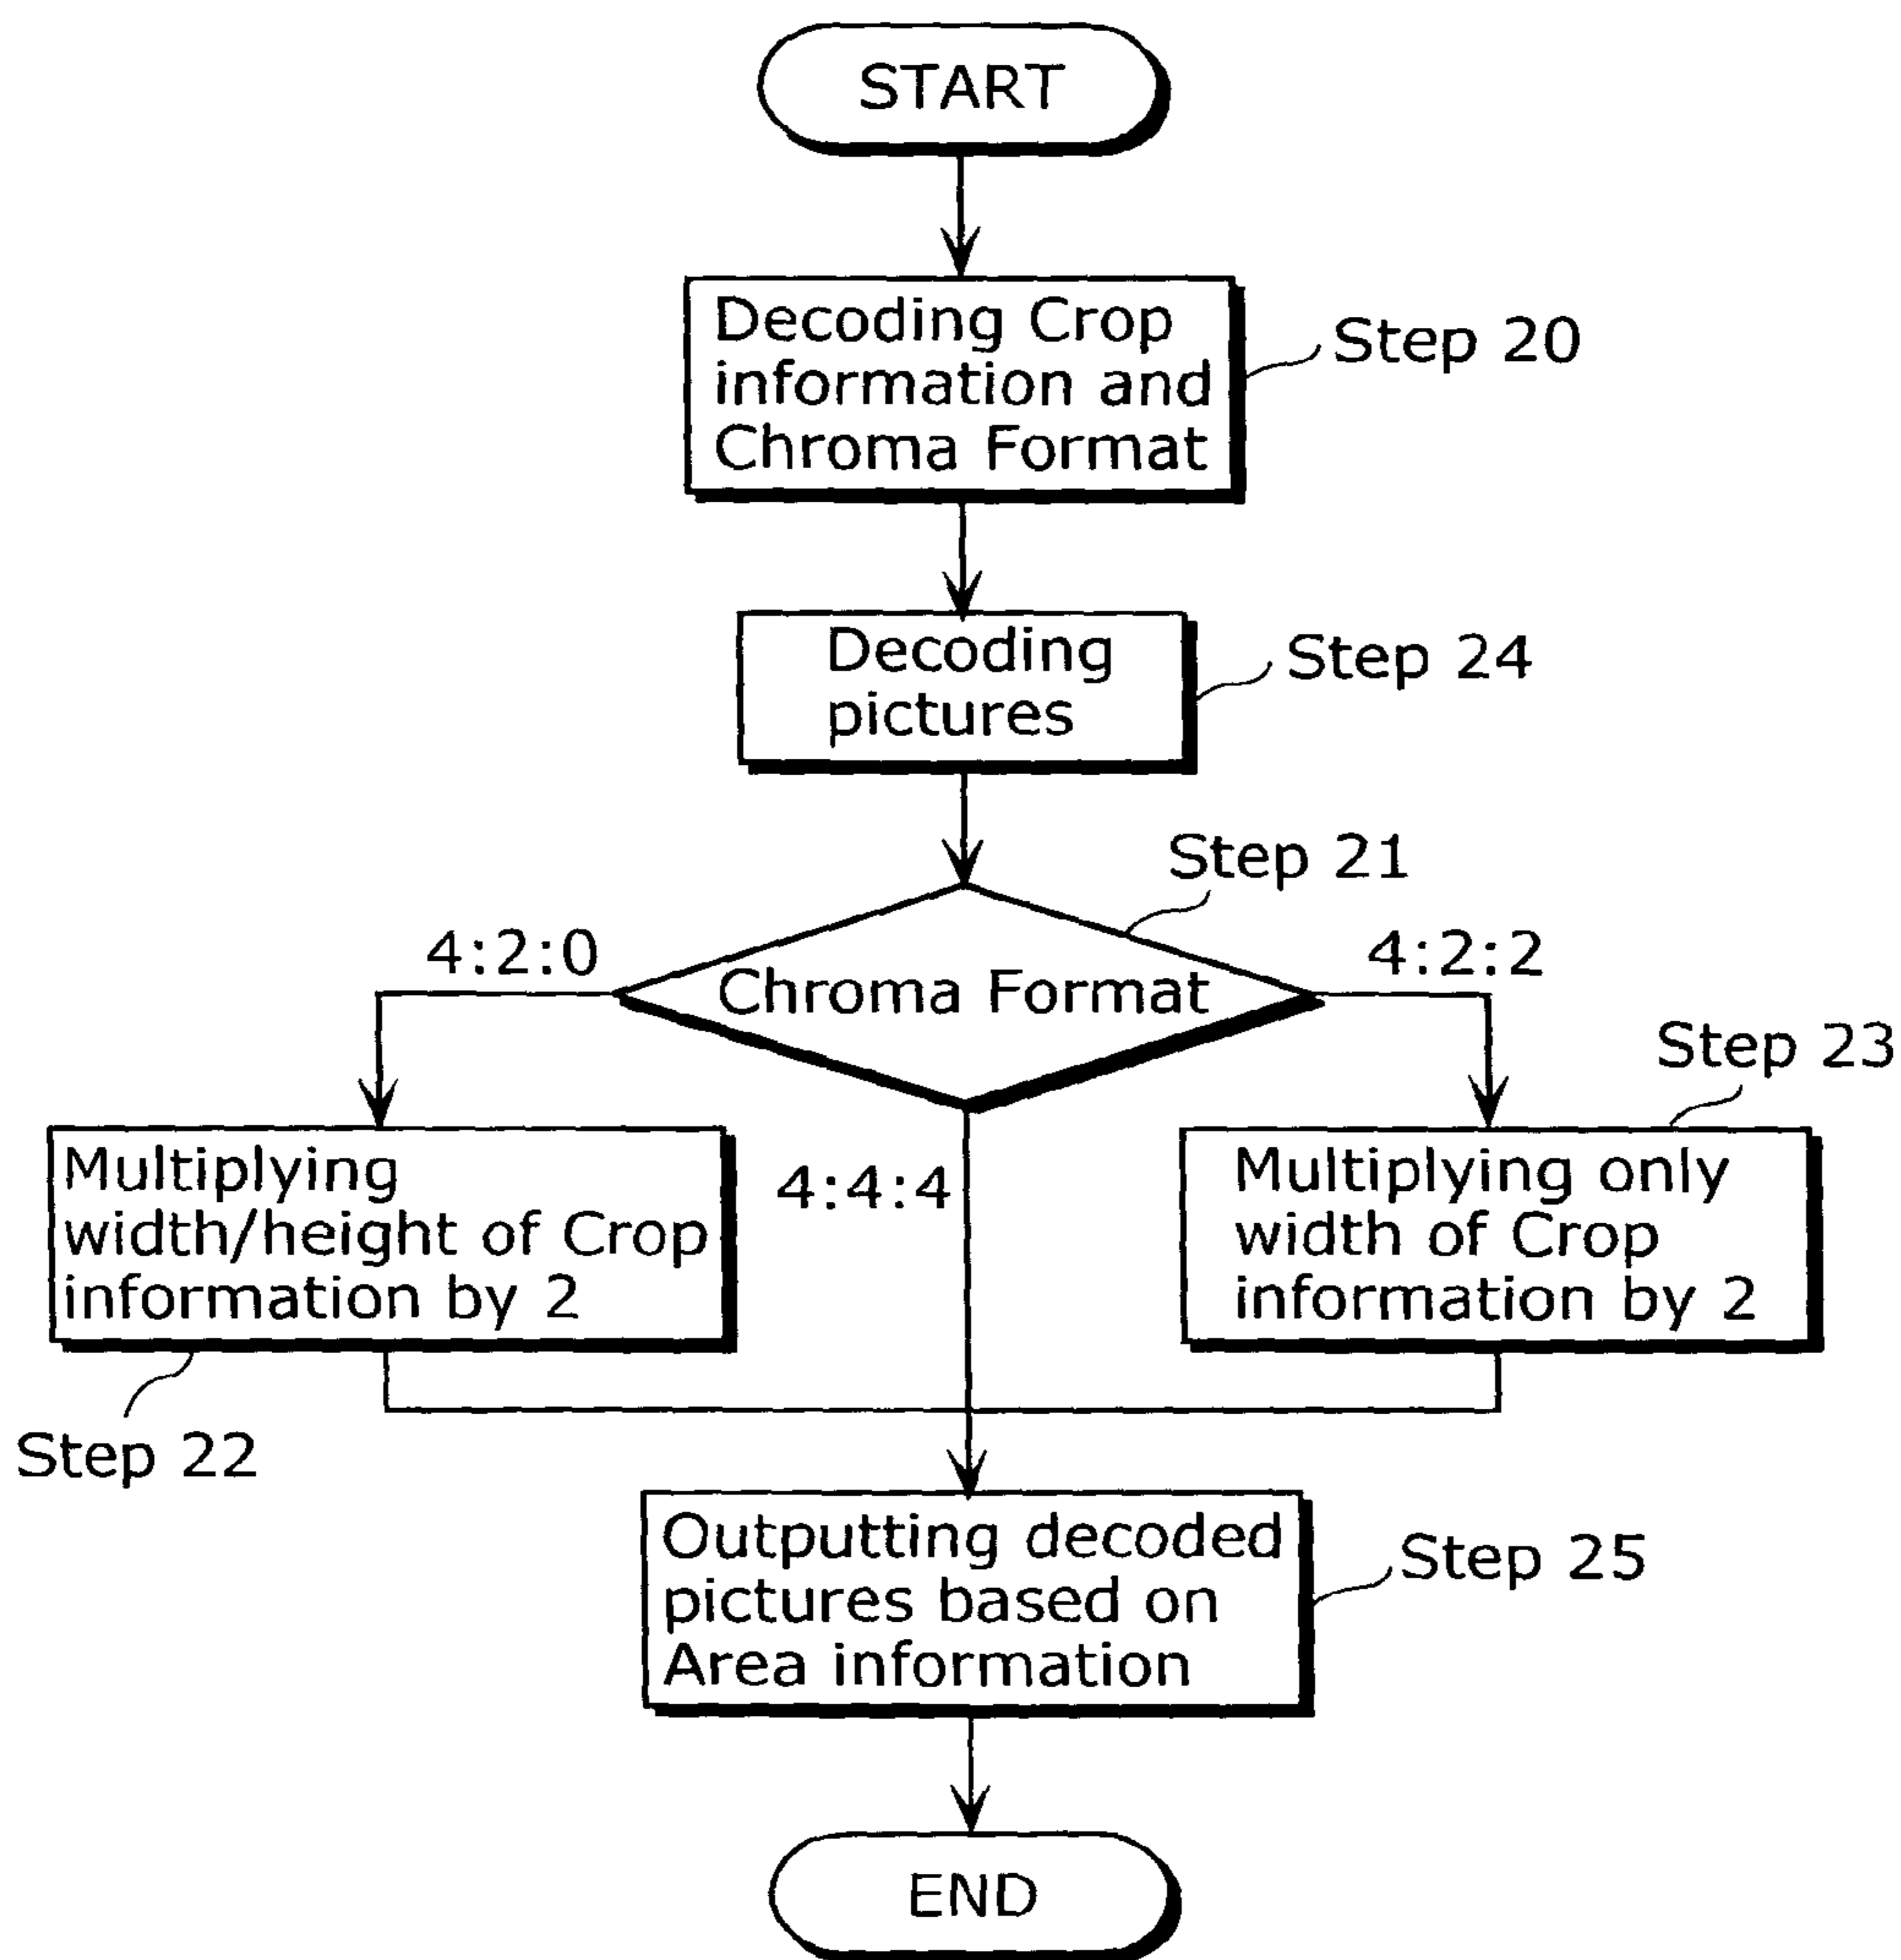 START
Decoding Crop
information and
Chroma Format
Step 20
Decoding
pictures
Step 24
Step 21
4:2:0
Chroma Format
4:2:2
Step 23
Multiplying
width/height of Crop
information by 2
4:4:4
Multiplying only
width of Crop
information by 2
Step 22
Outputting decoded
pictures based on
Area information
Step 25
END